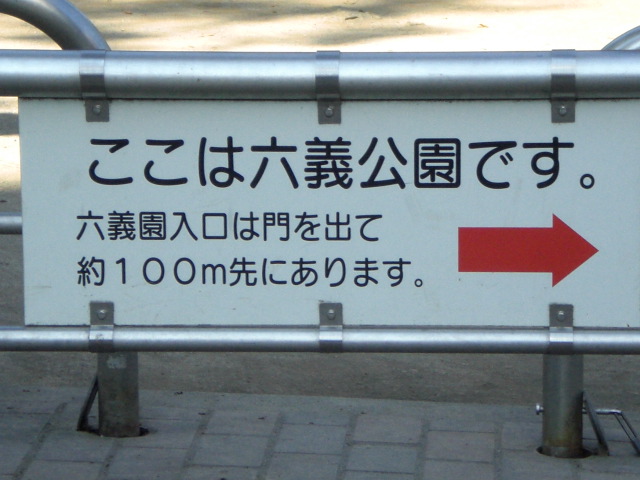 ここは六義公園です。
六義園入口は門を出て
約１００ｍ先にあります。